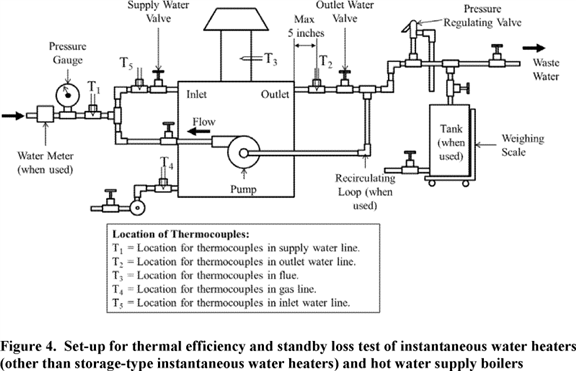 Supply Water
Valve
Max
5 inches
Outlet Water
Valve
Pressure
Regulating Valve
Pressure
Gauge
T1
T5
T3
T2
Waste
Water
Inlet
Outlet
Flow
Water Meter
(when used)
T4
Pump
Recirculating
Loop (when
used)
Tank
(when
used)
Weighing
Scale
Location of Thermocouples:
T1 = Location for thermocouples in supply water line.
T2 = Location for thermocouples in outlet water line.
T3 = Location for thermocouples in flue.
T4 = Location for thermocouples in gas line.
T5 = Location for thermocouples in inlet water line.
Figure 4. Set-up for thermal efficiency and standby loss test of instantaneous water heaters
(other than storage-type instantaneous water heaters) and hot water supply boilers